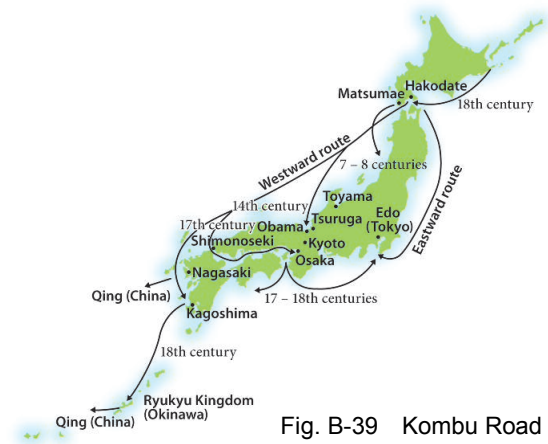 Hakodate
Matsumae
18th century
Westward route
7 – 8 centuries
Eastward route
Toyama
14th century
Edo
(Tokyo)
17th century
Obama
Tsuruga
Shimonoseki
Kyoto
Osaka
Nagasaki
Qing (China)
17 – 18th centuries
Kagoshima
18th century
Ryukyu Kingdom
(Okinawa)
Qing (China)
Fig. B-39 Kombu Road